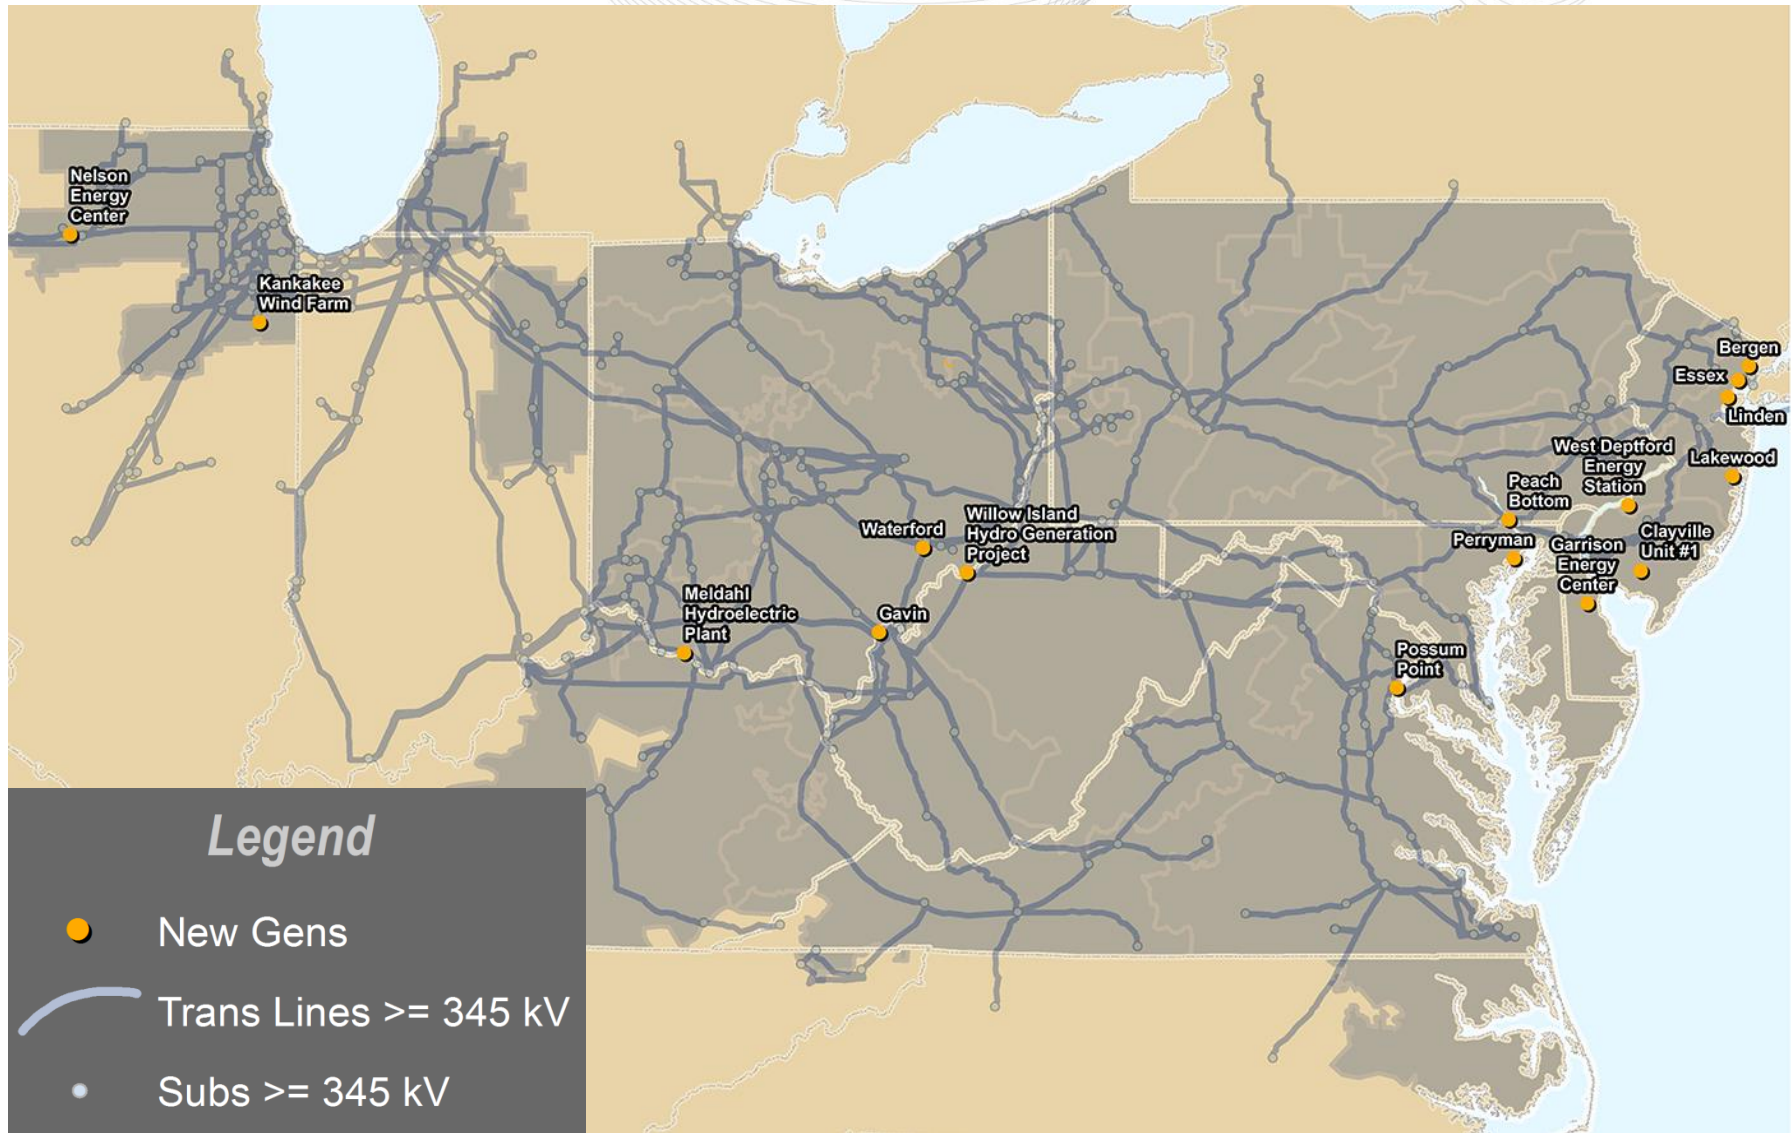 Nelson
Energy
Center
Kankakee
Wind Farm
Bergen
Essex
Linden
West Deptford
Energy
Station
Lakewood
Peach
Bottom
Willow Island
Hydro Generation
Project
Waterford
Perryman
Garrison
Energy
Center
Clayville
Unit #1
Meldahl
Hydroelectric
Plant
Gavin
Possum
Point
Legend
New Gens
Trans Lines >= 345 kV
Subs >= 345 kV